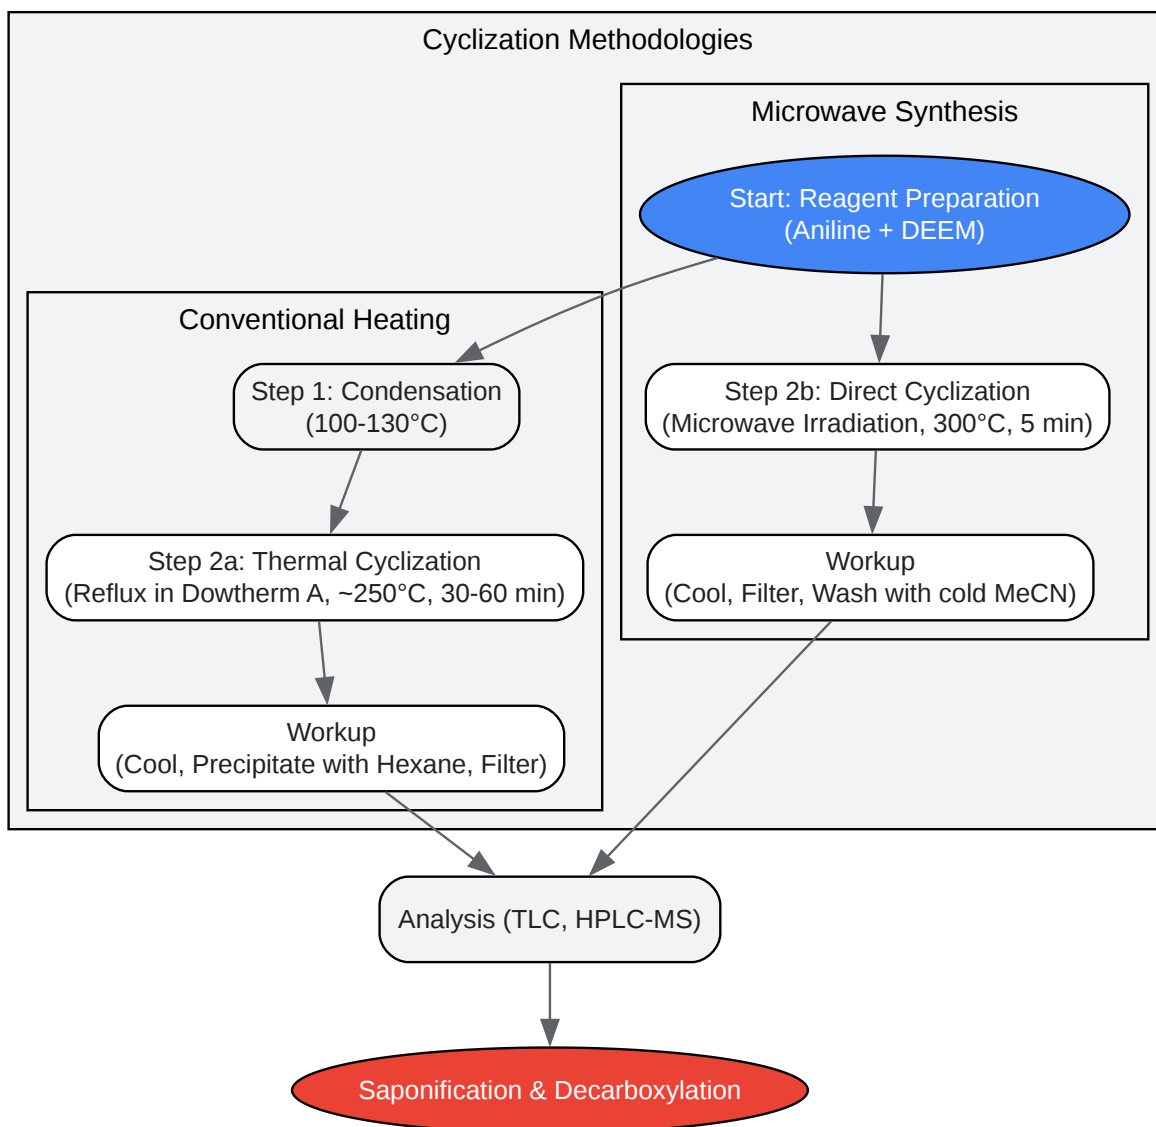 Cyclization Methodologies
Microwave Synthesis
Start: Reagent Preparation
(Aniline + DEEM)
Conventional Heating
Step 1: Condensation
(100-130°C)
Step 2b: Direct Cyclization
(Microwave Irradiation, 300°C, 5 min)
Step 2a: Thermal Cyclization
(Reflux in Dowtherm A, ~250°C, 30-60 min)
Workup
(Cool, Filter, Wash with cold MeCN)
Workup
(Cool, Precipitate with Hexane, Filter)
Analysis (TLC, HPLC-MS)
Saponification & Decarboxylation